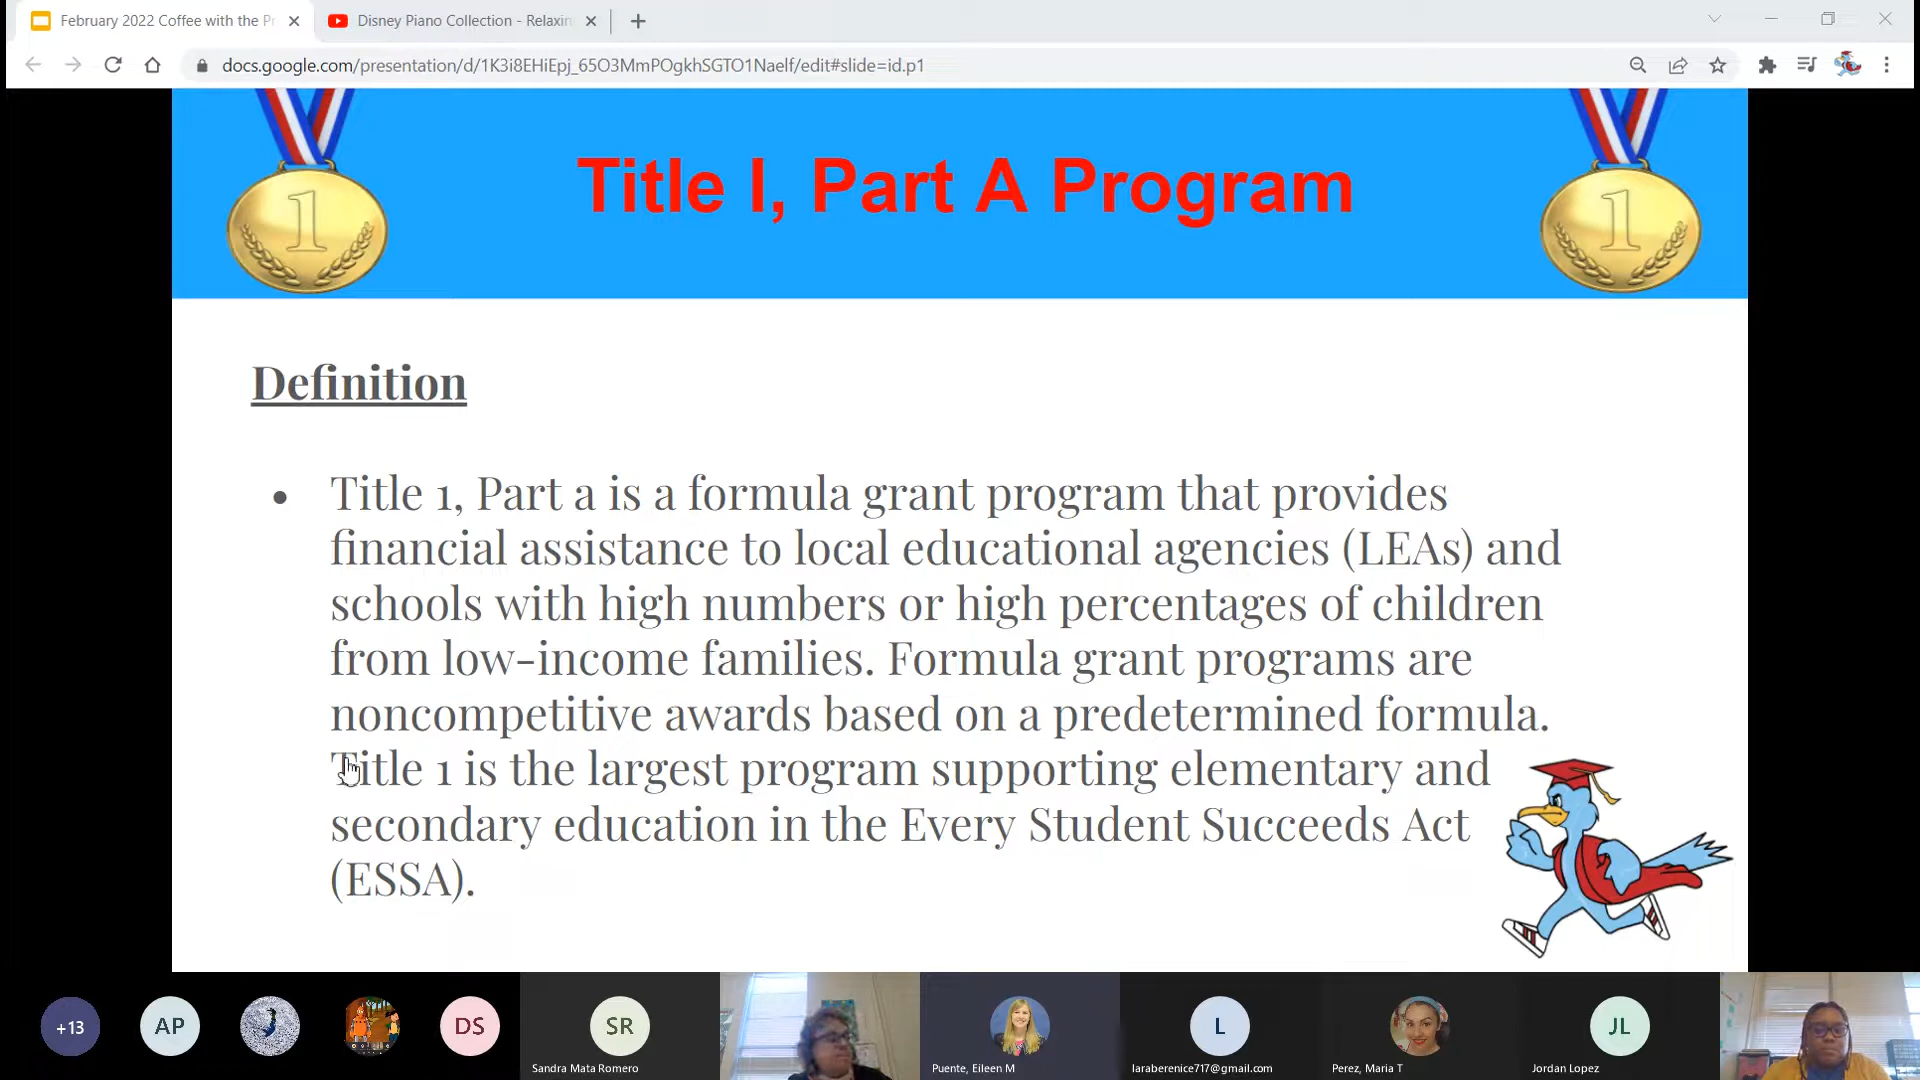 February 2022 Coffee with the Pr
Disney Piano Collection - Relaxin
docs.google.com/presentation/d/1K3i8EHiEpj_65O3MmPOgkhSGTO1Naelf/edit#slide=id.p1
1
1
Title I, Part A Program
Definition
• Title 1, Part a is a formula grant program that provides
financial assistance to local educational agencies (LEAs) and
schools with high numbers or high percentages of children
from low-income families. Formula grant programs are
noncompetitive awards based on a predetermined formula.
Title 1 is the largest program supporting elementary and
secondary education in the Every Student Succeeds Act
(ESSA).
+13
AP
DS
SR
L
JL
Sandra Mata Romero
Puente, Eileen M
laraberenice717@gmail.com
Perez, Maria T
Jordan Lopez